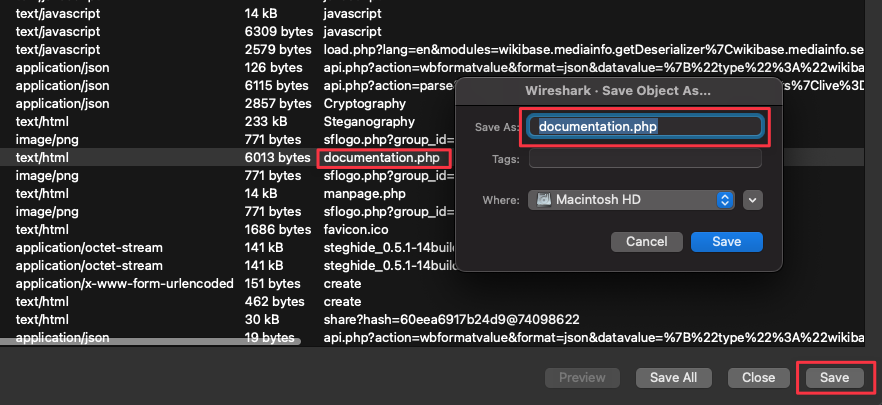 text/javascript 14 kB javascript
text/javascript 6309 bytes javascript
text/javascript 2579 bytes load.php?lang=en&modules=wikibase.mediainfo.getDeserializer%7Cwikibase.mediainfo.se
application/json 126 bytes api.php?action=wbformatvalue&format=json&datavalue=%7B%22type%22%3A%22wikib
application/json 6115 bytes api.php?action=parse s%7Clive%3D
application/json 2857 bytes Cryptography
text/html 233 kB Steganography
image/png 771 bytes sflogo.php?group_id=
text/html 6013 bytes documentation.php
image/png 771 bytes sflogo.php?group_id=
text/html 14 kB manpage.php
image/png 771 bytes sflogo.php?group_id=
text/html 1686 bytes favicon.ico
application/octet-stream 141 kB steghide_0.5.1-14build
application/octet-stream 141 kB steghide_0.5.1-14build
application/x-www-form-urlencoded 151 bytes create
text/html 462 bytes create
text/html 30 kB share?hash=60eea6917b24d9@74098622
application/json 19 bytes api.php?action=wbformatvalue&format=json&datavalue=%7B%22type%22%3A%22wikiba
Wireshark · Save Object As...
Save As: documentation.php
Tags:
Where: Macintosh HD
Cancel Save
Preview Save All Close Save